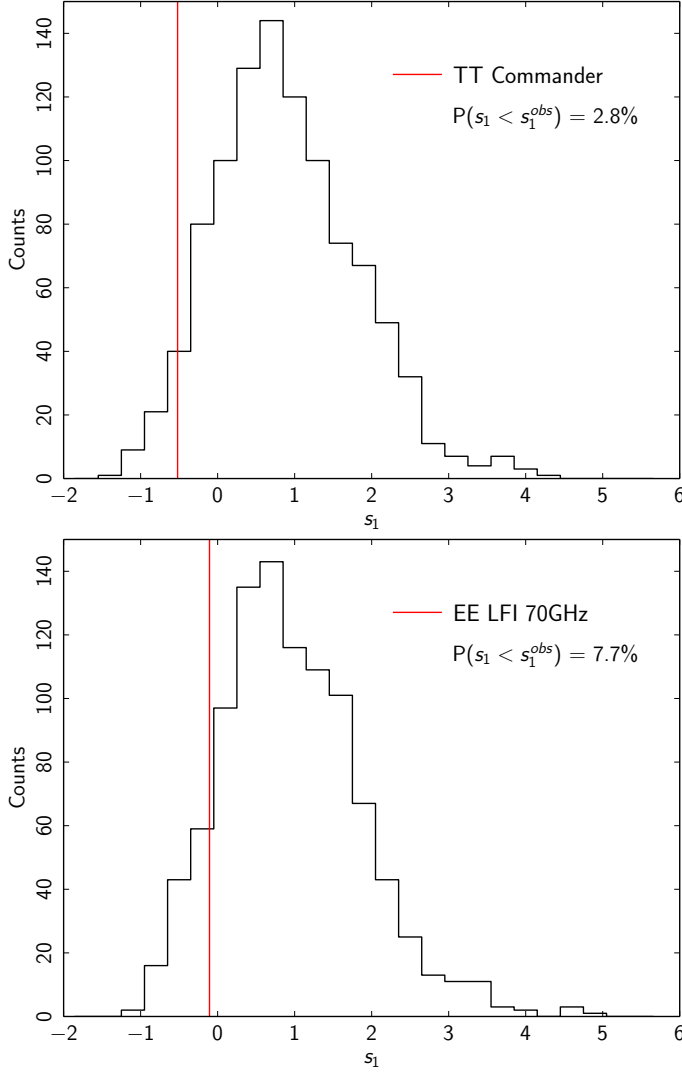 140
120
100
80
60
40
20
0
Counts
TT Commander
P(s₁ < s₁ᵒᵇˢ) = 2.8%
−2 −1 0 1 2 3 4 5 6
s₁
140
120
100
80
60
40
20
0
Counts
EE LFI 70GHz
P(s₁ < s₁ᵒᵇˢ) = 7.7%
−2 −1 0 1 2 3 4 5 6
s₁